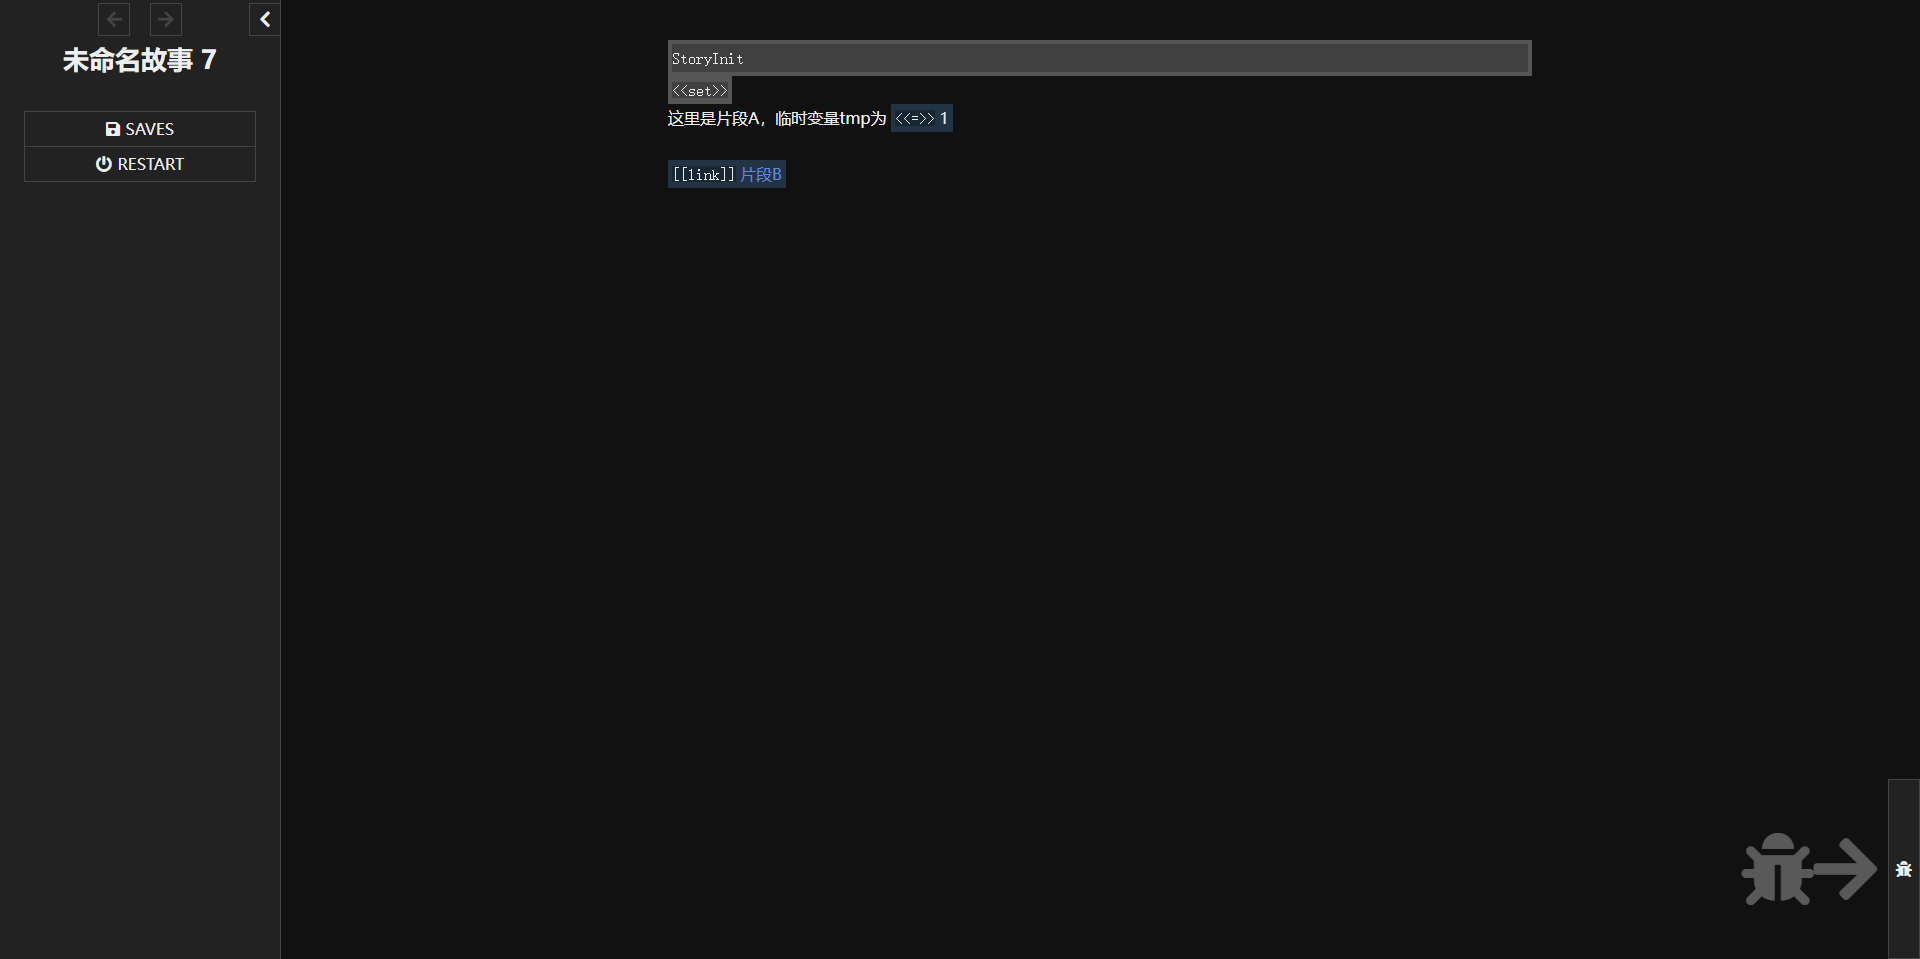 未命名故事 7
SAVES
RESTART
StoryInit
<<set>>
这里是片段A，临时变量tmp为 <<=>> 1
[[link]] 片段B